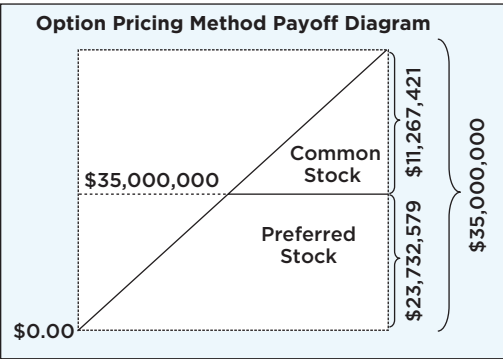 Option Pricing Method Payoff Diagram
$35,000,000
Common
Stock
Preferred
Stock
$0.00
$11,267,421
$23,732,579
$35,000,000